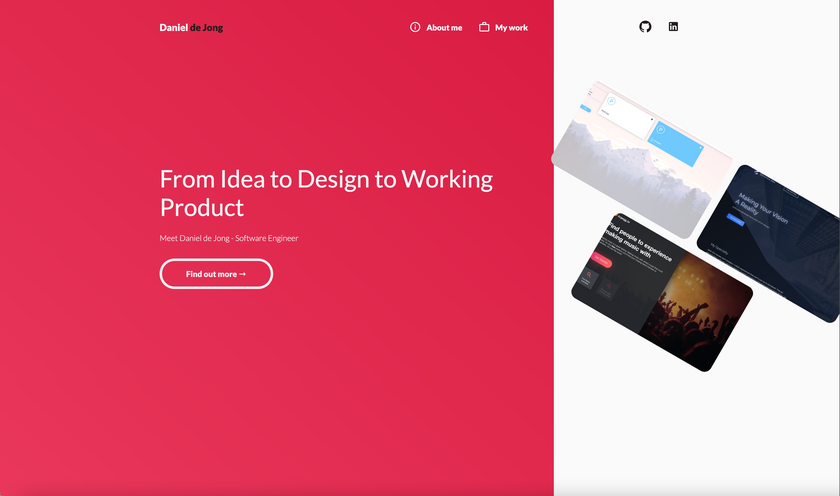 Daniel de Jong
About me
My work
From Idea to Design to Working
Product
Meet Daniel de Jong - Software Engineer
Find out more →
Making Your Vision
A Reality
Find people to experience
making music with